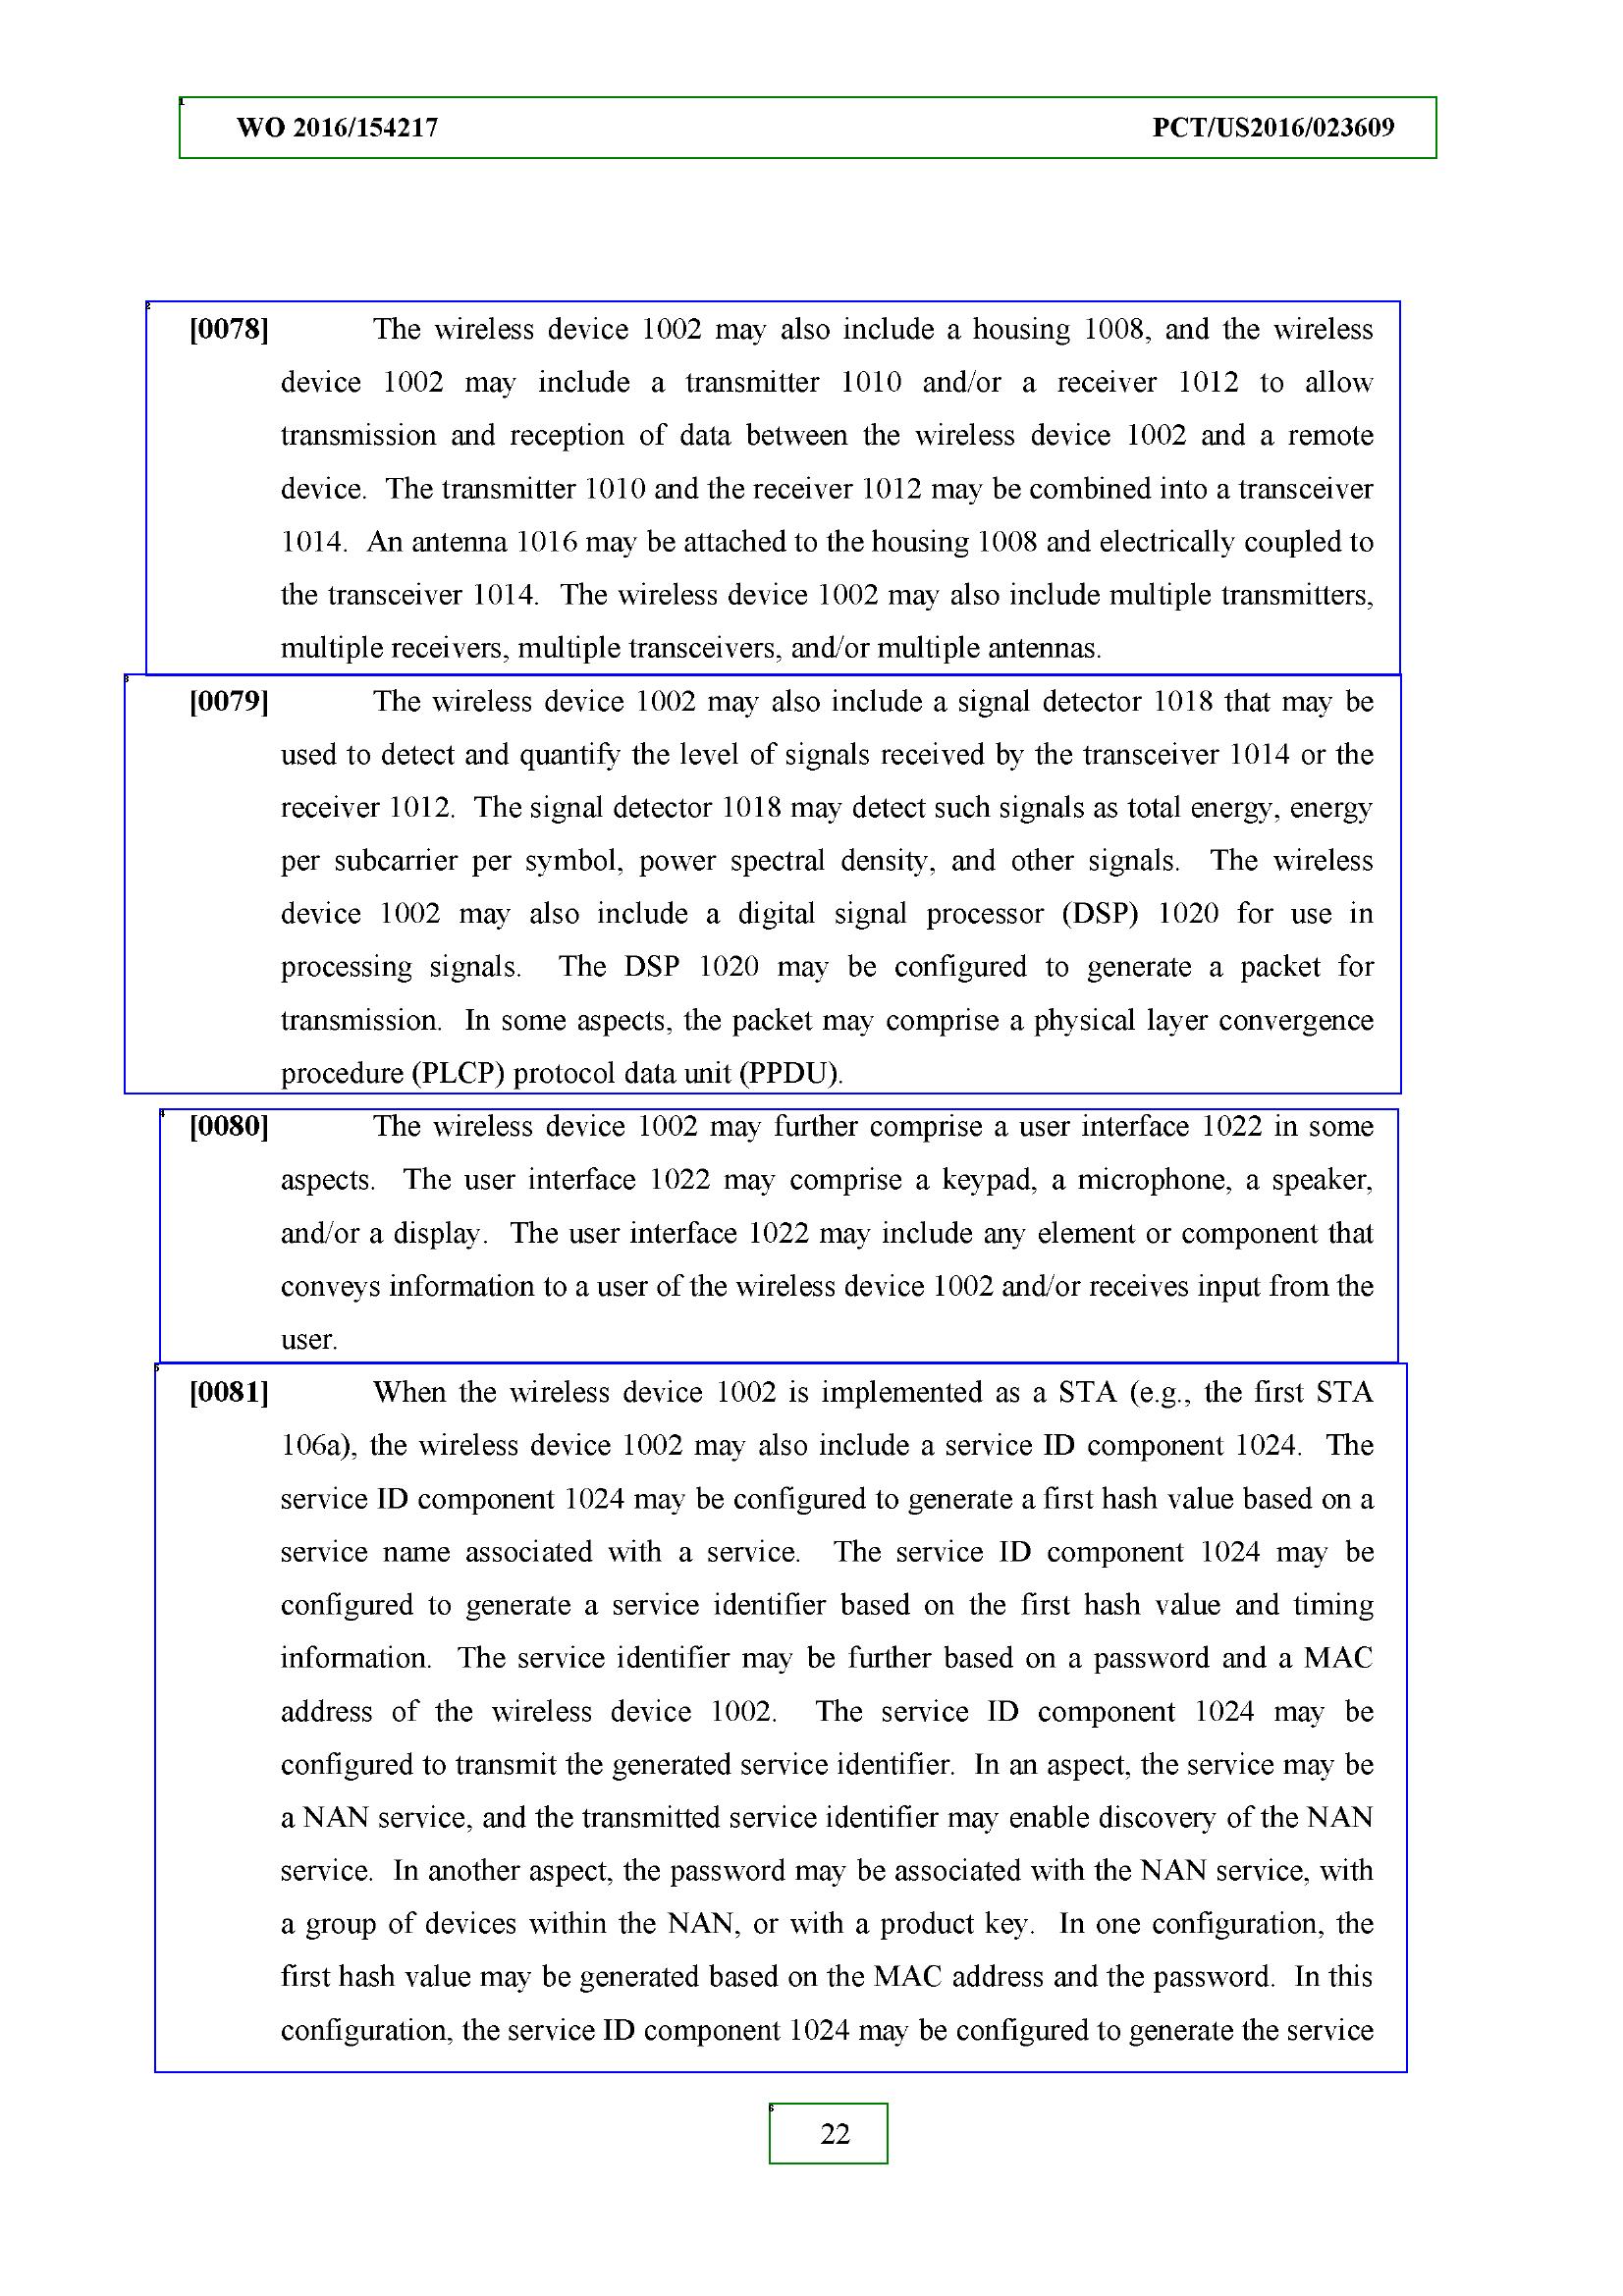 WO 2016/154217 PCT/US2016/023609
[0078] The wireless device 1002 may also include a housing 1008, and the wireless
device 1002 may include a transmitter 1010 and/or a receiver 1012 to allow
transmission and reception of data between the wireless device 1002 and a remote
device. The transmitter 1010 and the receiver 1012 may be combined into a transceiver
1014. An antenna 1016 may be attached to the housing 1008 and electrically coupled to
the transceiver 1014. The wireless device 1002 may also include multiple transmitters,
multiple receivers, multiple transceivers, and/or multiple antennas.
[0079] The wireless device 1002 may also include a signal detector 1018 that may be
used to detect and quantify the level of signals received by the transceiver 1014 or the
receiver 1012. The signal detector 1018 may detect such signals as total energy, energy
per subcarrier per symbol, power spectral density, and other signals. The wireless
device 1002 may also include a digital signal processor (DSP) 1020 for use in
processing signals. The DSP 1020 may be configured to generate a packet for
transmission. In some aspects, the packet may comprise a physical layer convergence
procedure (PLCP) protocol data unit (PPDU).
[0080] The wireless device 1002 may further comprise a user interface 1022 in some
aspects. The user interface 1022 may comprise a keypad, a microphone, a speaker,
and/or a display. The user interface 1022 may include any element or component that
conveys information to a user of the wireless device 1002 and/or receives input from the
user.
[0081] When the wireless device 1002 is implemented as a STA (e.g., the first STA
106a), the wireless device 1002 may also include a service ID component 1024. The
service ID component 1024 may be configured to generate a first hash value based on a
service name associated with a service. The service ID component 1024 may be
configured to generate a service identifier based on the first hash value and timing
information. The service identifier may be further based on a password and a MAC
address of the wireless device 1002. The service ID component 1024 may be
configured to transmit the generated service identifier. In an aspect, the service may be
a NAN service, and the transmitted service identifier may enable discovery of the NAN
service. In another aspect, the password may be associated with the NAN service, with
a group of devices within the NAN, or with a product key. In one configuration, the
first hash value may be generated based on the MAC address and the password. In this
configuration, the service ID component 1024 may be configured to generate the service
22